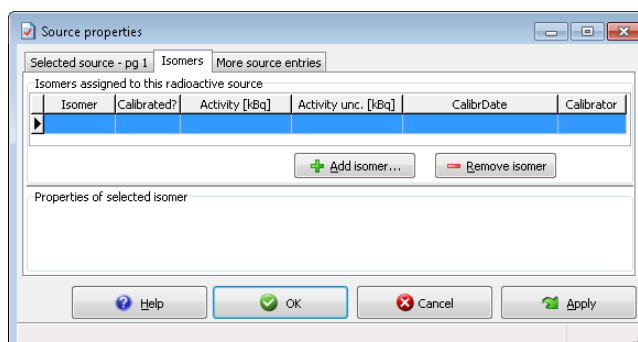 Source properties
Selected source - pg 1 Isomers More source entries
Isomers assigned to this radioactive source
Isomer Calibrated? Activity [kBq] Activity unc. [kBq] CalibrDate Calibrator
Add isomer... Remove isomer
Properties of selected isomer
Help OK Cancel Apply